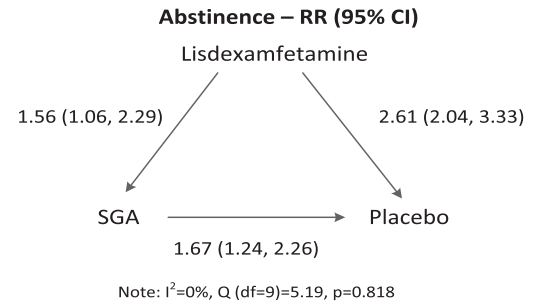 Abstinence – RR (95% CI)
Lisdexamfetamine
1.56 (1.06, 2.29)
2.61 (2.04, 3.33)
SGA
Placebo
1.67 (1.24, 2.26)
Note: I²=0%, Q (df=9)=5.19, p=0.818